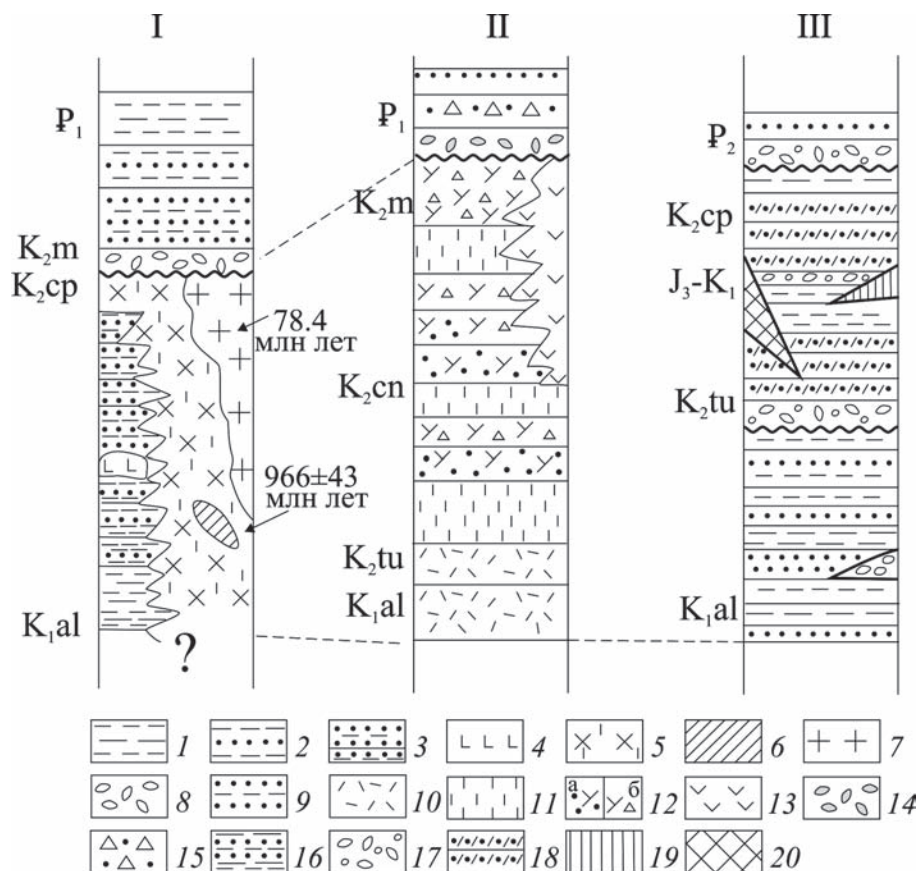 I II III
₽₁
K₂m
K₂cp
78.4
млн лет
966±43
млн лет
K₁al
?
₽₁
K₂m
K₂cn
K₂tu
K₁al
₽₂
K₂cp
J₃-K₁
K₂tu
K₁al
1 2 3 4 5 6 7
8 9 10 11 а б 12 13 14
15 16 17 18 19 20